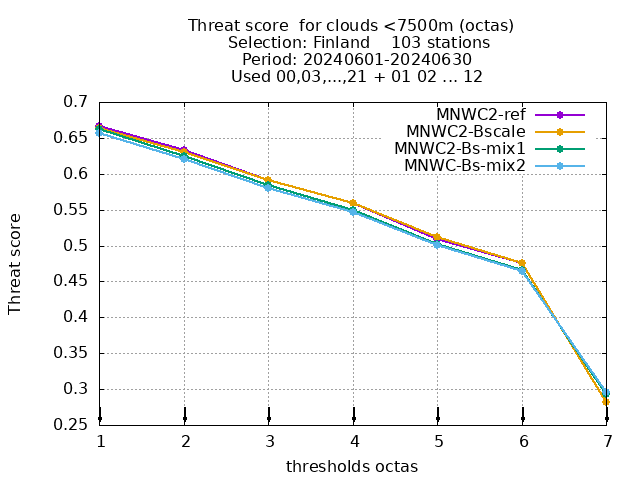 Threat score  for clouds <7500m (octas)
Selection: Finland    103 stations
Period: 20240601-20240630
Used 00,03,...,21 + 01 02 ... 12
0.7
0.65
0.6
0.55
0.5
0.45
0.4
0.35
0.3
0.25
Threat score
MNWC2-ref
MNWC2-Bscale
MNWC2-Bs-mix1
MNWC-Bs-mix2
1 2 3 4 5 6 7
thresholds octas